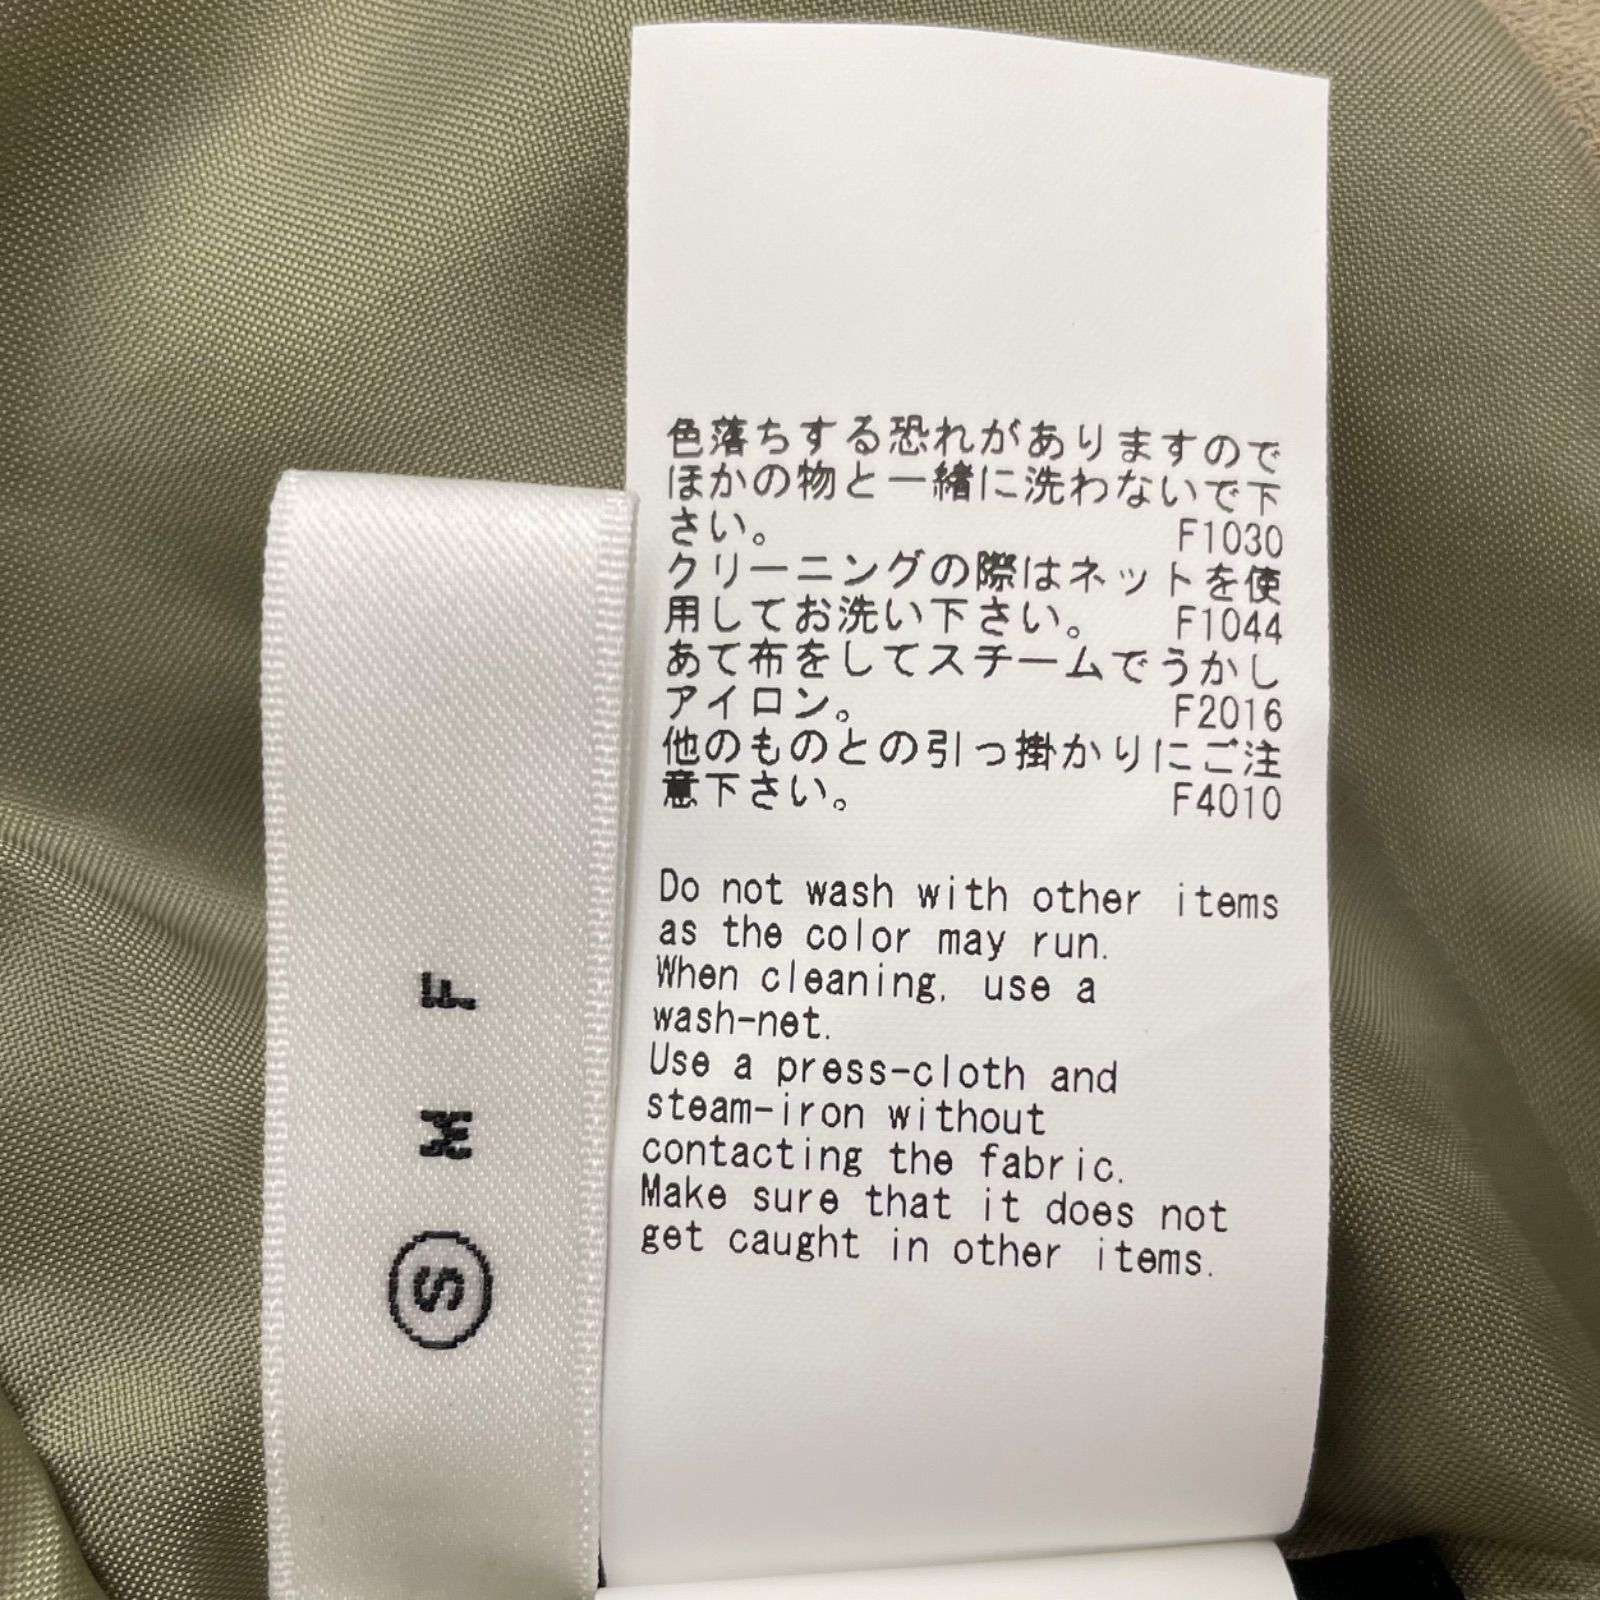 色落ちする恐れがありますので
ほかの物と一緒に洗わないで下
さい。 F1030
クリーニングの際はネットを使
用してお洗い下さい。 F1044
あて布をしてスチームでうかし
アイロン。 F2016
他のものとの引っ掛かりにご注
意下さい。 F4010
Do not wash with other items
as the color may run.
When cleaning, use a
wash-net.
Use a press-cloth and
steam-iron without
contacting the fabric.
Make sure that it does not
get caught in other items.
S M F